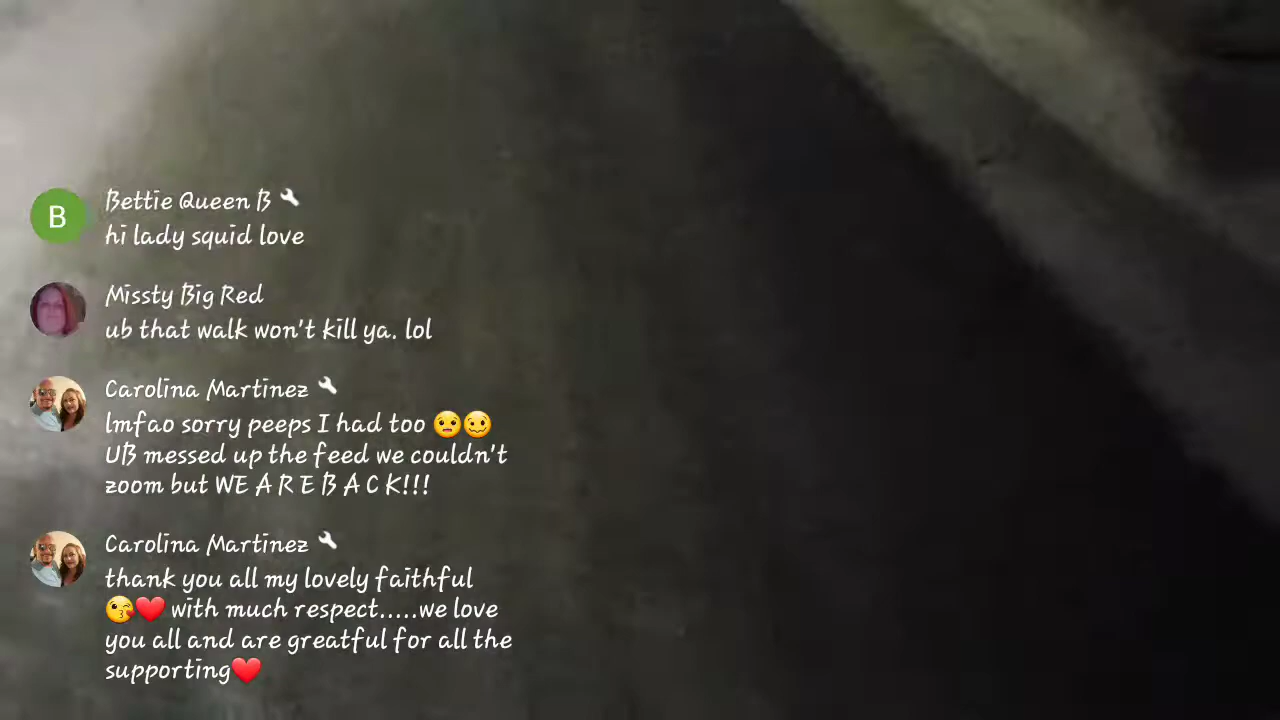 B
Bettie Queen B
hi lady squid love
Missty Big Red
ub that walk won't kill ya. lol
Carolina Martinez
lmfao sorry peeps I had too 😳🥴
UB messed up the feed we couldn't
zoom but WE A R E B A C K!!!
Carolina Martinez
thank you all my lovely faithful
😘❤️ with much respect.....we love
you all and are greatful for all the
supporting❤️